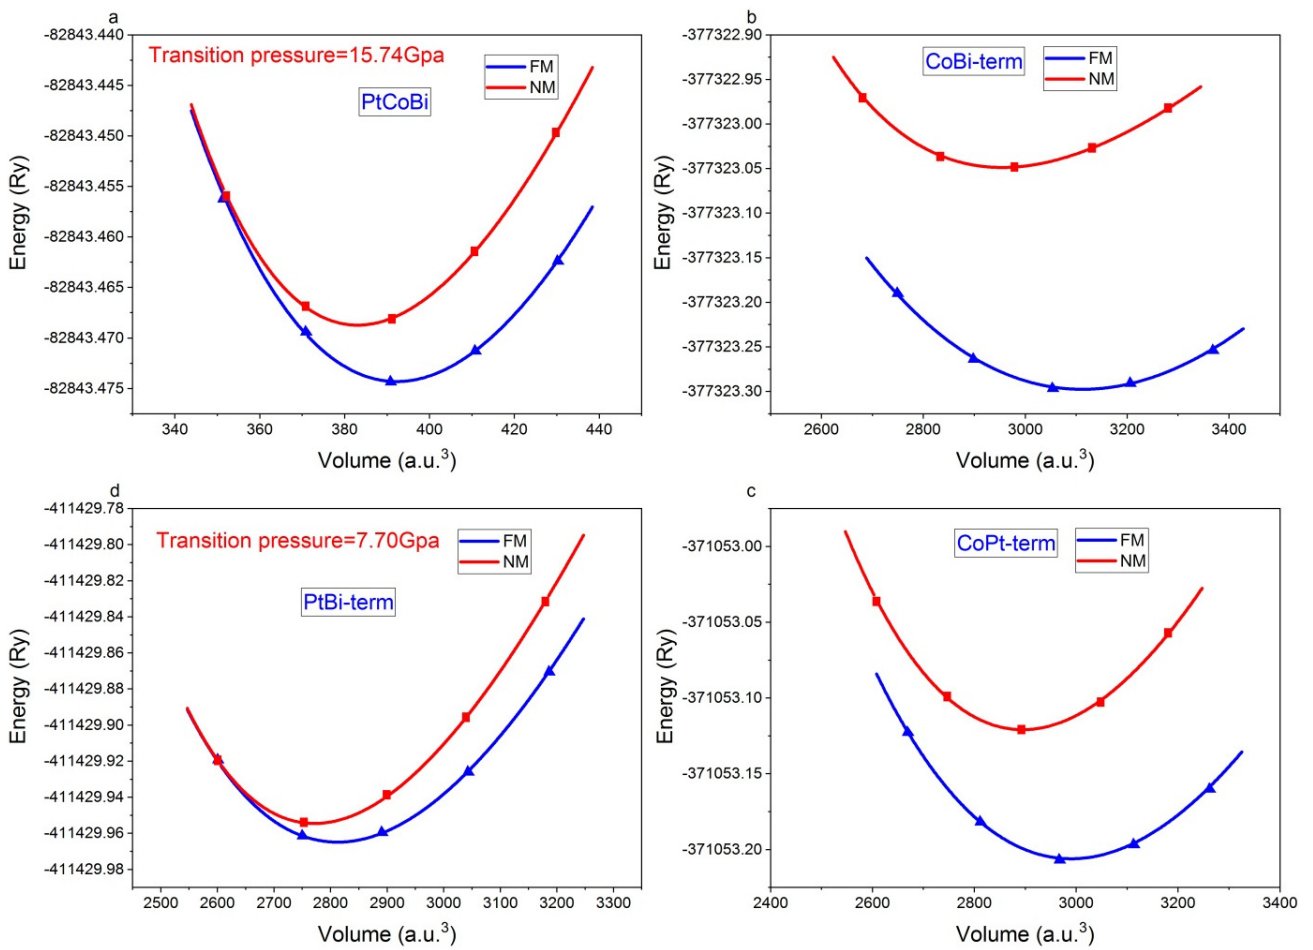 a
Transition pressure=15.74Gpa
PtCoBi
FM
NM
-82843.440
-82843.445
-82843.450
-82843.455
-82843.460
-82843.465
-82843.470
-82843.475
Energy (Ry)
340 360 380 400 420 440
Volume (a.u.³)
b
CoBi-term
FM
NM
-377322.90
-377322.95
-377323.00
-377323.05
-377323.10
-377323.15
-377323.20
-377323.25
-377323.30
Energy (Ry)
2600 2800 3000 3200 3400
Volume (a.u.³)
d
Transition pressure=7.70Gpa
PtBi-term
FM
NM
-411429.78
-411429.80
-411429.82
-411429.84
-411429.86
-411429.88
-411429.90
-411429.92
-411429.94
-411429.96
-411429.98
Energy (Ry)
2500 2600 2700 2800 2900 3000 3100 3200 3300
Volume (a.u.³)
c
CoPt-term
FM
NM
-371053.00
-371053.05
-371053.10
-371053.15
-371053.20
Energy (Ry)
2400 2600 2800 3000 3200 3400
Volume (a.u.³)